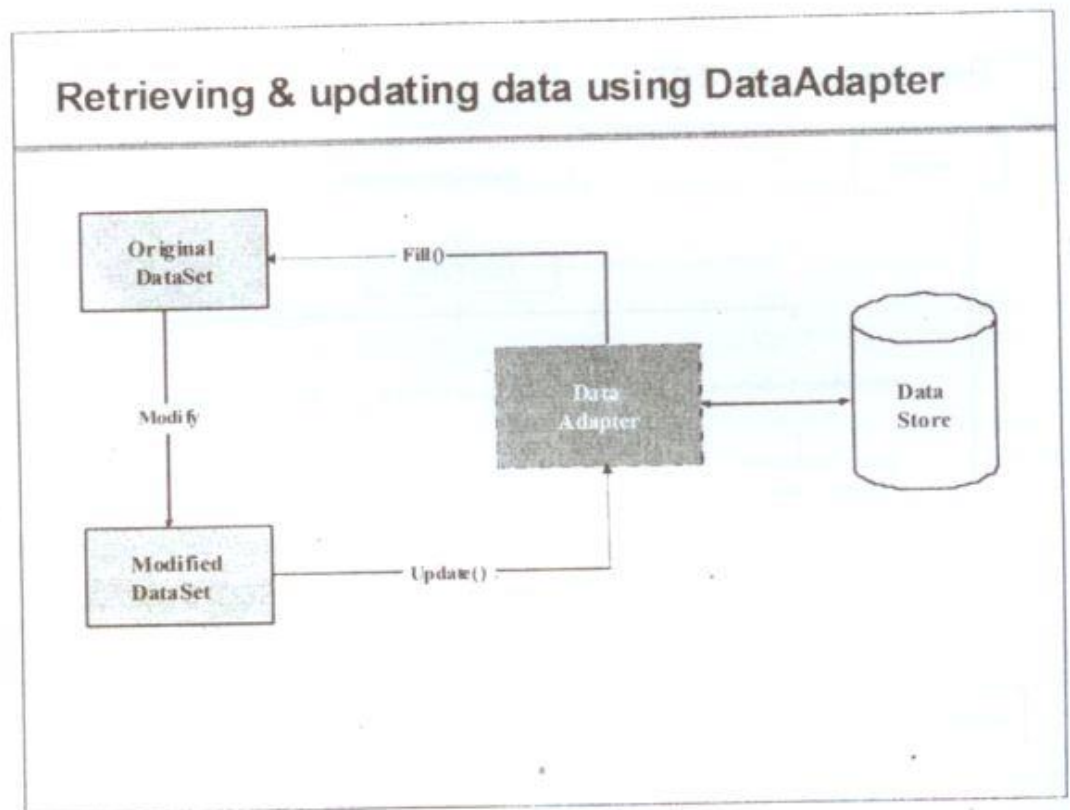 Retrieving & updating data using DataAdapter
Original
DataSet
Fill()
Data
Adapter
Data
Store
Modify
Modified
DataSet
Update()